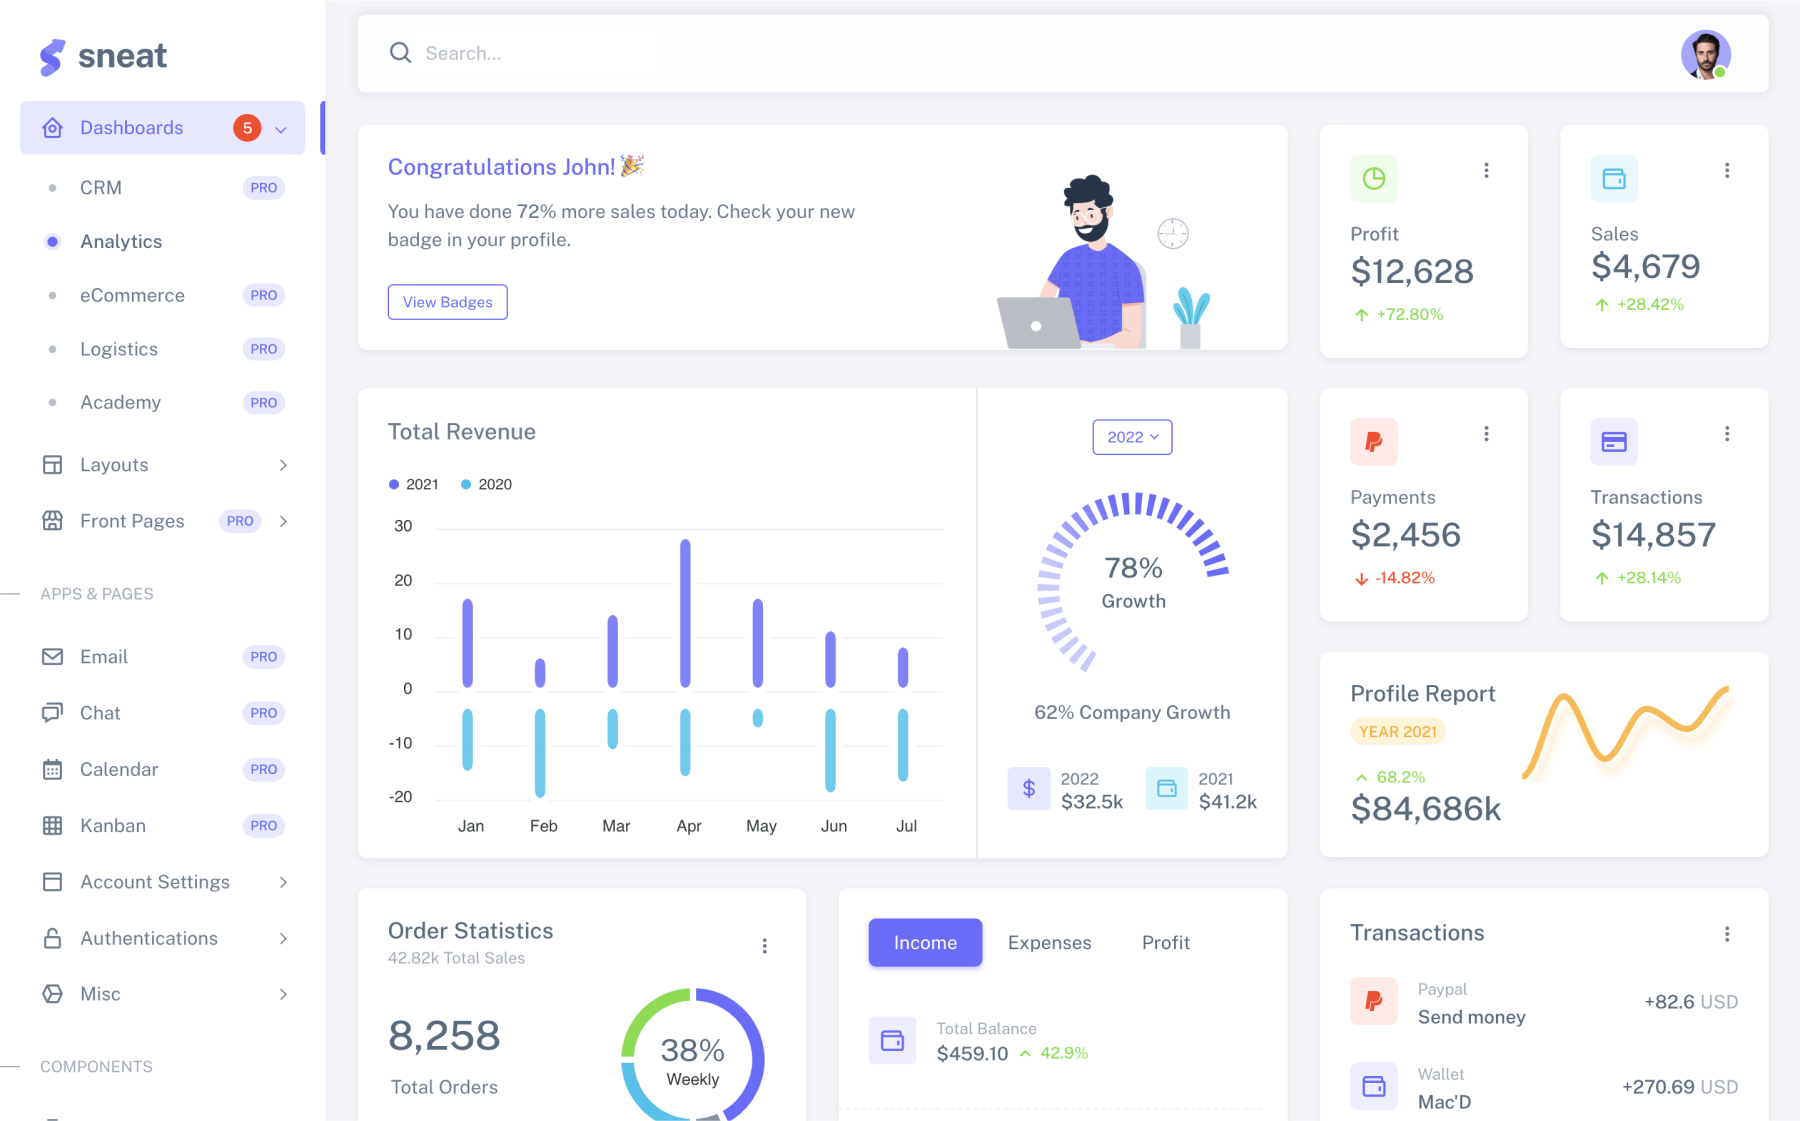 sneat
Search...
Dashboards 5
CRM PRO
Analytics
eCommerce PRO
Logistics PRO
Academy PRO
Layouts
Front Pages PRO
APPS & PAGES
Email PRO
Chat PRO
Calendar PRO
Kanban PRO
Account Settings
Authentications
Misc
COMPONENTS
Congratulations John!
You have done 72% more sales today. Check your new
badge in your profile.
View Badges
Profit
$12,628
+72.80%
Sales
$4,679
+28.42%
Total Revenue
2021 2020
30
20
10
0
-10
-20
Jan Feb Mar Apr May Jun Jul
2022
78%
Growth
62% Company Growth
2022
$32.5k
2021
$41.2k
Payments
$2,456
-14.82%
Transactions
$14,857
+28.14%
Profile Report
YEAR 2021
68.2%
$84,686k
Order Statistics
42.82k Total Sales
8,258
Total Orders
38%
Weekly
Income Expenses Profit
Total Balance
$459.10 42.9%
Transactions
Paypal
Send money
+82.6 USD
Wallet
Mac'D
+270.69 USD